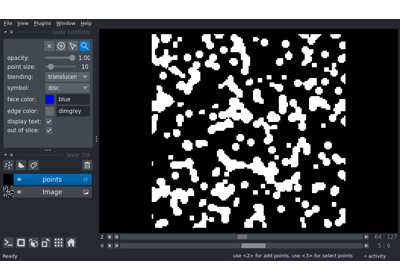 File View Plugins Window Help
layer controls
opacity: 1.00
point size: 10
blending: translucen
symbol: disc
face color: blue
edge color: dimgrey
display text:
out of slice:
layer list
points
Image
2 64 127
0 5 9
Ready use <2> for add points, use <3> for select points activity